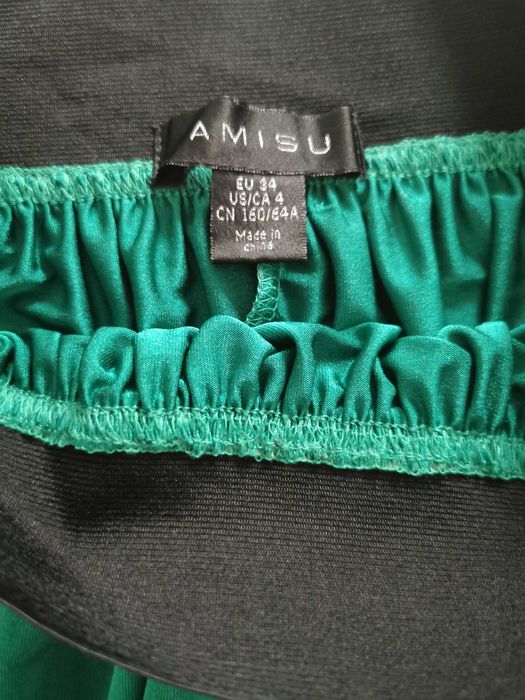 AMISU
EU 34
US/CA 4
CN 160/64A
Made in
china